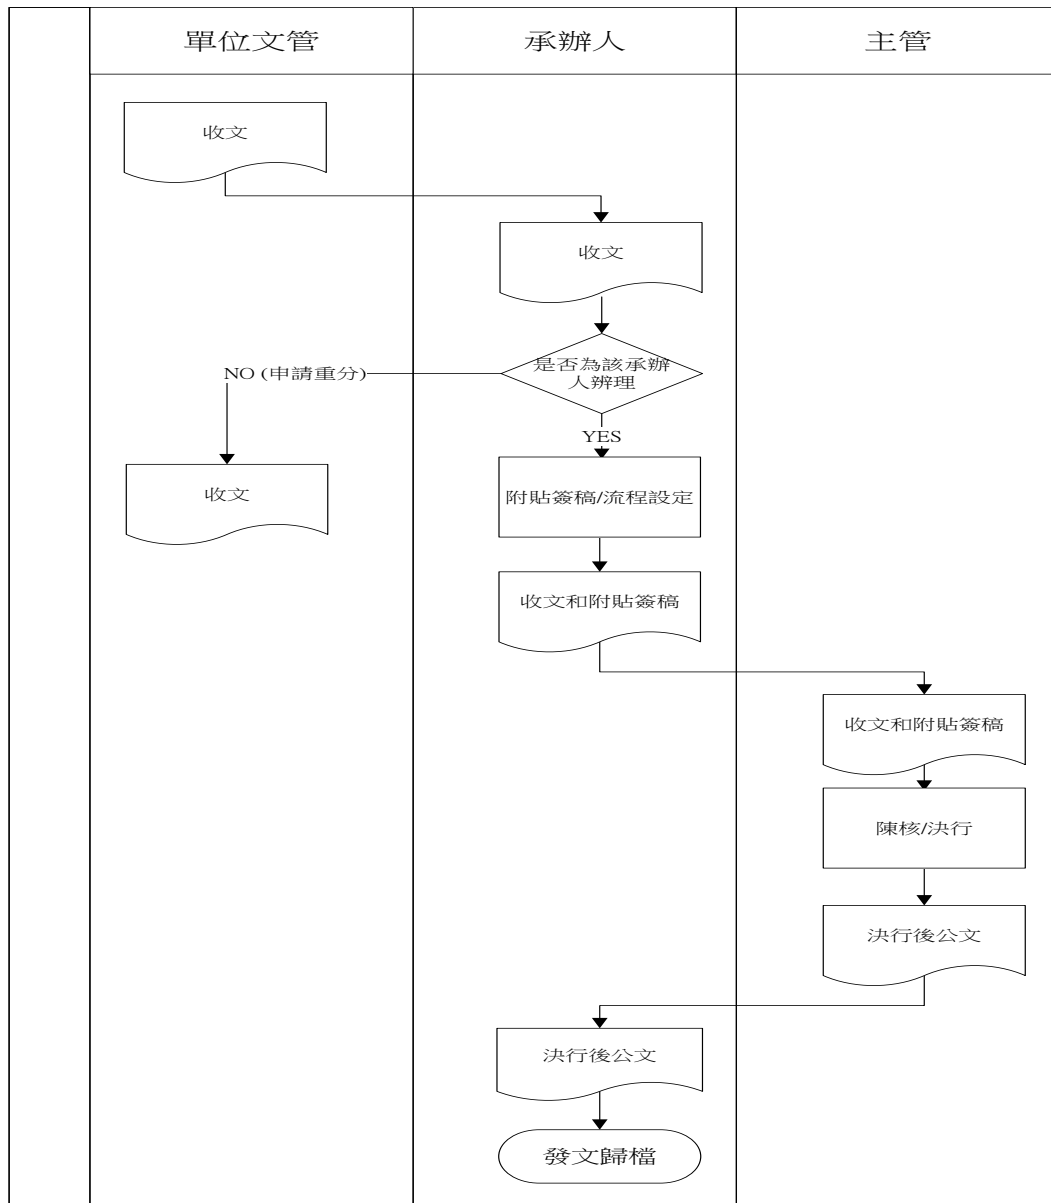 單位文管
承辦人
主管
收文
收文
是否為該承辦
人辨理
NO (申請重分)
YES
收文
附貼簽稿/流程設定
收文和附貼簽稿
收文和附貼簽稿
陳核/決行
決行後公文
決行後公文
發文歸檔